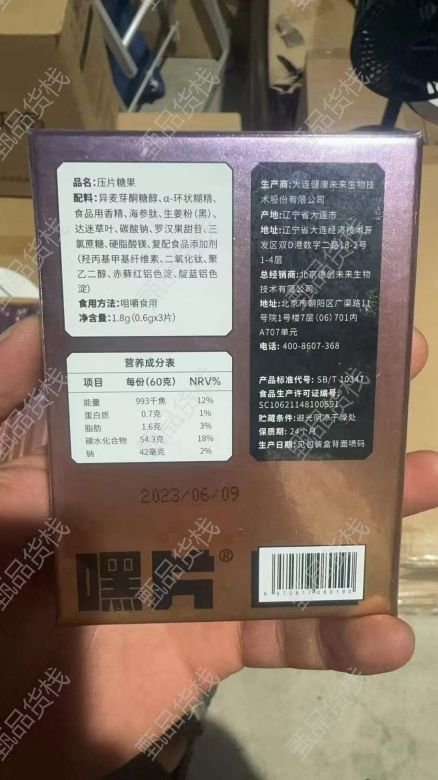 品名：压片糖果
配料：异麦芽酮糖醇、α-环状糊精、
食品用香精、海参肽、生姜粉(黑)、
达迷草叶、碳酸钠、罗汉果甜苷、三
氯蔗糖、硬脂酸镁、复配食品添加剂
(羟丙基甲基纤维素、二氧化钛、聚
乙二醇、赤藓红铝色淀、靛蓝铝色
淀)
食用方法：咀嚼食用
净含量：1.8g(0.6gx3片)
营养成分表
项目 每份(60克) NRV%
能量 993千焦 12%
蛋白质 0.7克 1%
脂肪 1.6克 3%
碳水化合物 54.3克 18%
钠 42毫克 2%
生产商：大连健康未来生物技
术股份有限公司
产地：辽宁省大连市
地址：辽宁省大连经济技术开
发区双D港数字二路18-2号
1-4层
总经销商：北京德创未来生物
技术有限公司
地址：北京市朝阳区广渠路11
号院1号楼7层(06)701内
A707单元
电话：400-8607-368
产品标准代号：SB/T 10347
食品生产许可证编号：
SC10621148100591
贮藏条件：避光阴凉干燥处
保质期：24个月
生产日期：见包装盒背面喷码
2023/06/09
嘿片®
甄品货栈